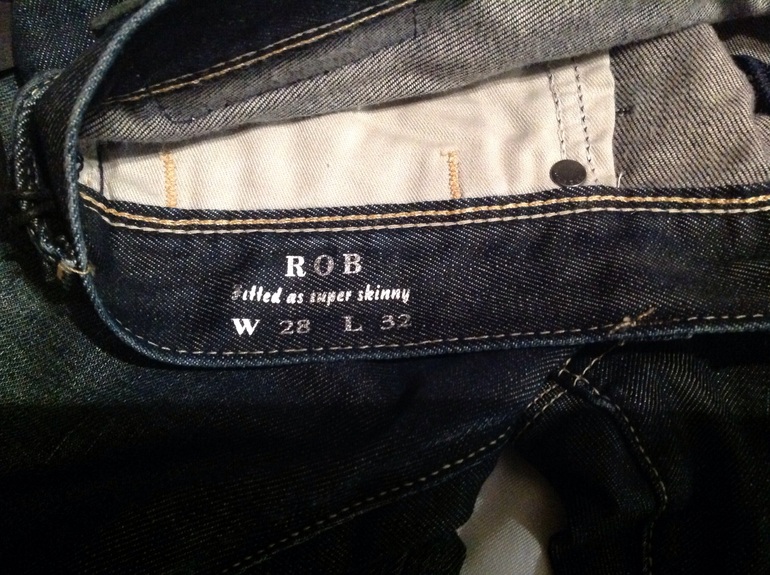 ROB
Fitted as super skinny
W 28 L 32